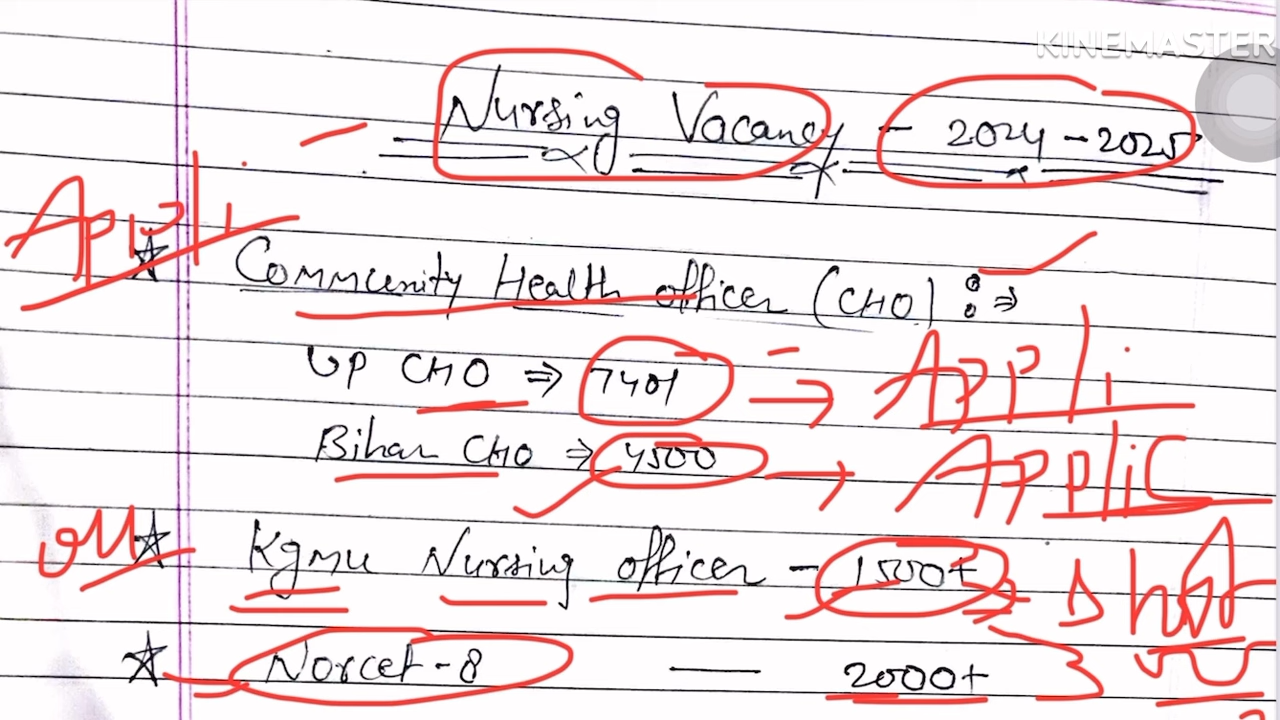 KINEMASTER
Nursing Vacancy - 2024 - 2025
Appli
☆ Community Health officer (CHO) : ⇒
UP CHO ⇒ 7401 → Appli
Bihar CHO ⇒ 4500 → Applic
☆ Kgmu Nursing officer - 1500+
☆ Norcet - 8 — 2000+